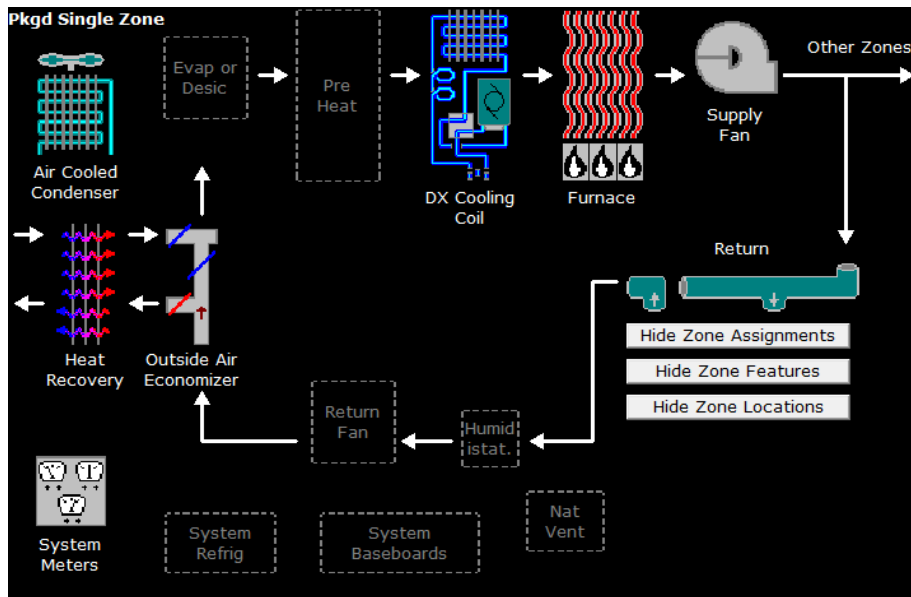 Pkgd Single Zone
Evap or
Desic
Pre
Heat
Other Zones
Supply
Fan
Air Cooled
Condenser
DX Cooling
Coil
Furnace
Return
Hide Zone Assignments
Hide Zone Features
Hide Zone Locations
Heat
Recovery
Outside Air
Economizer
Return
Fan
Humid
istat.
System
Meters
System
Refrig
System
Baseboards
Nat
Vent